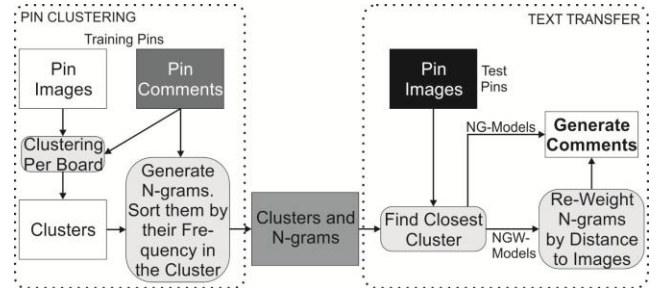 PIN CLUSTERING
Training Pins
Pin
Images
Pin
Comments
Clustering
Per Board
Clusters
Generate
N-grams.
Sort them by
their Fre-
quency in
the Cluster
Clusters and
N-grams
TEXT TRANSFER
Pin
Images
Test
Pins
NG-Models
Generate
Comments
Find Closest
Cluster
NGW-
Models
Re-Weight
N-grams
by Distance
to Images